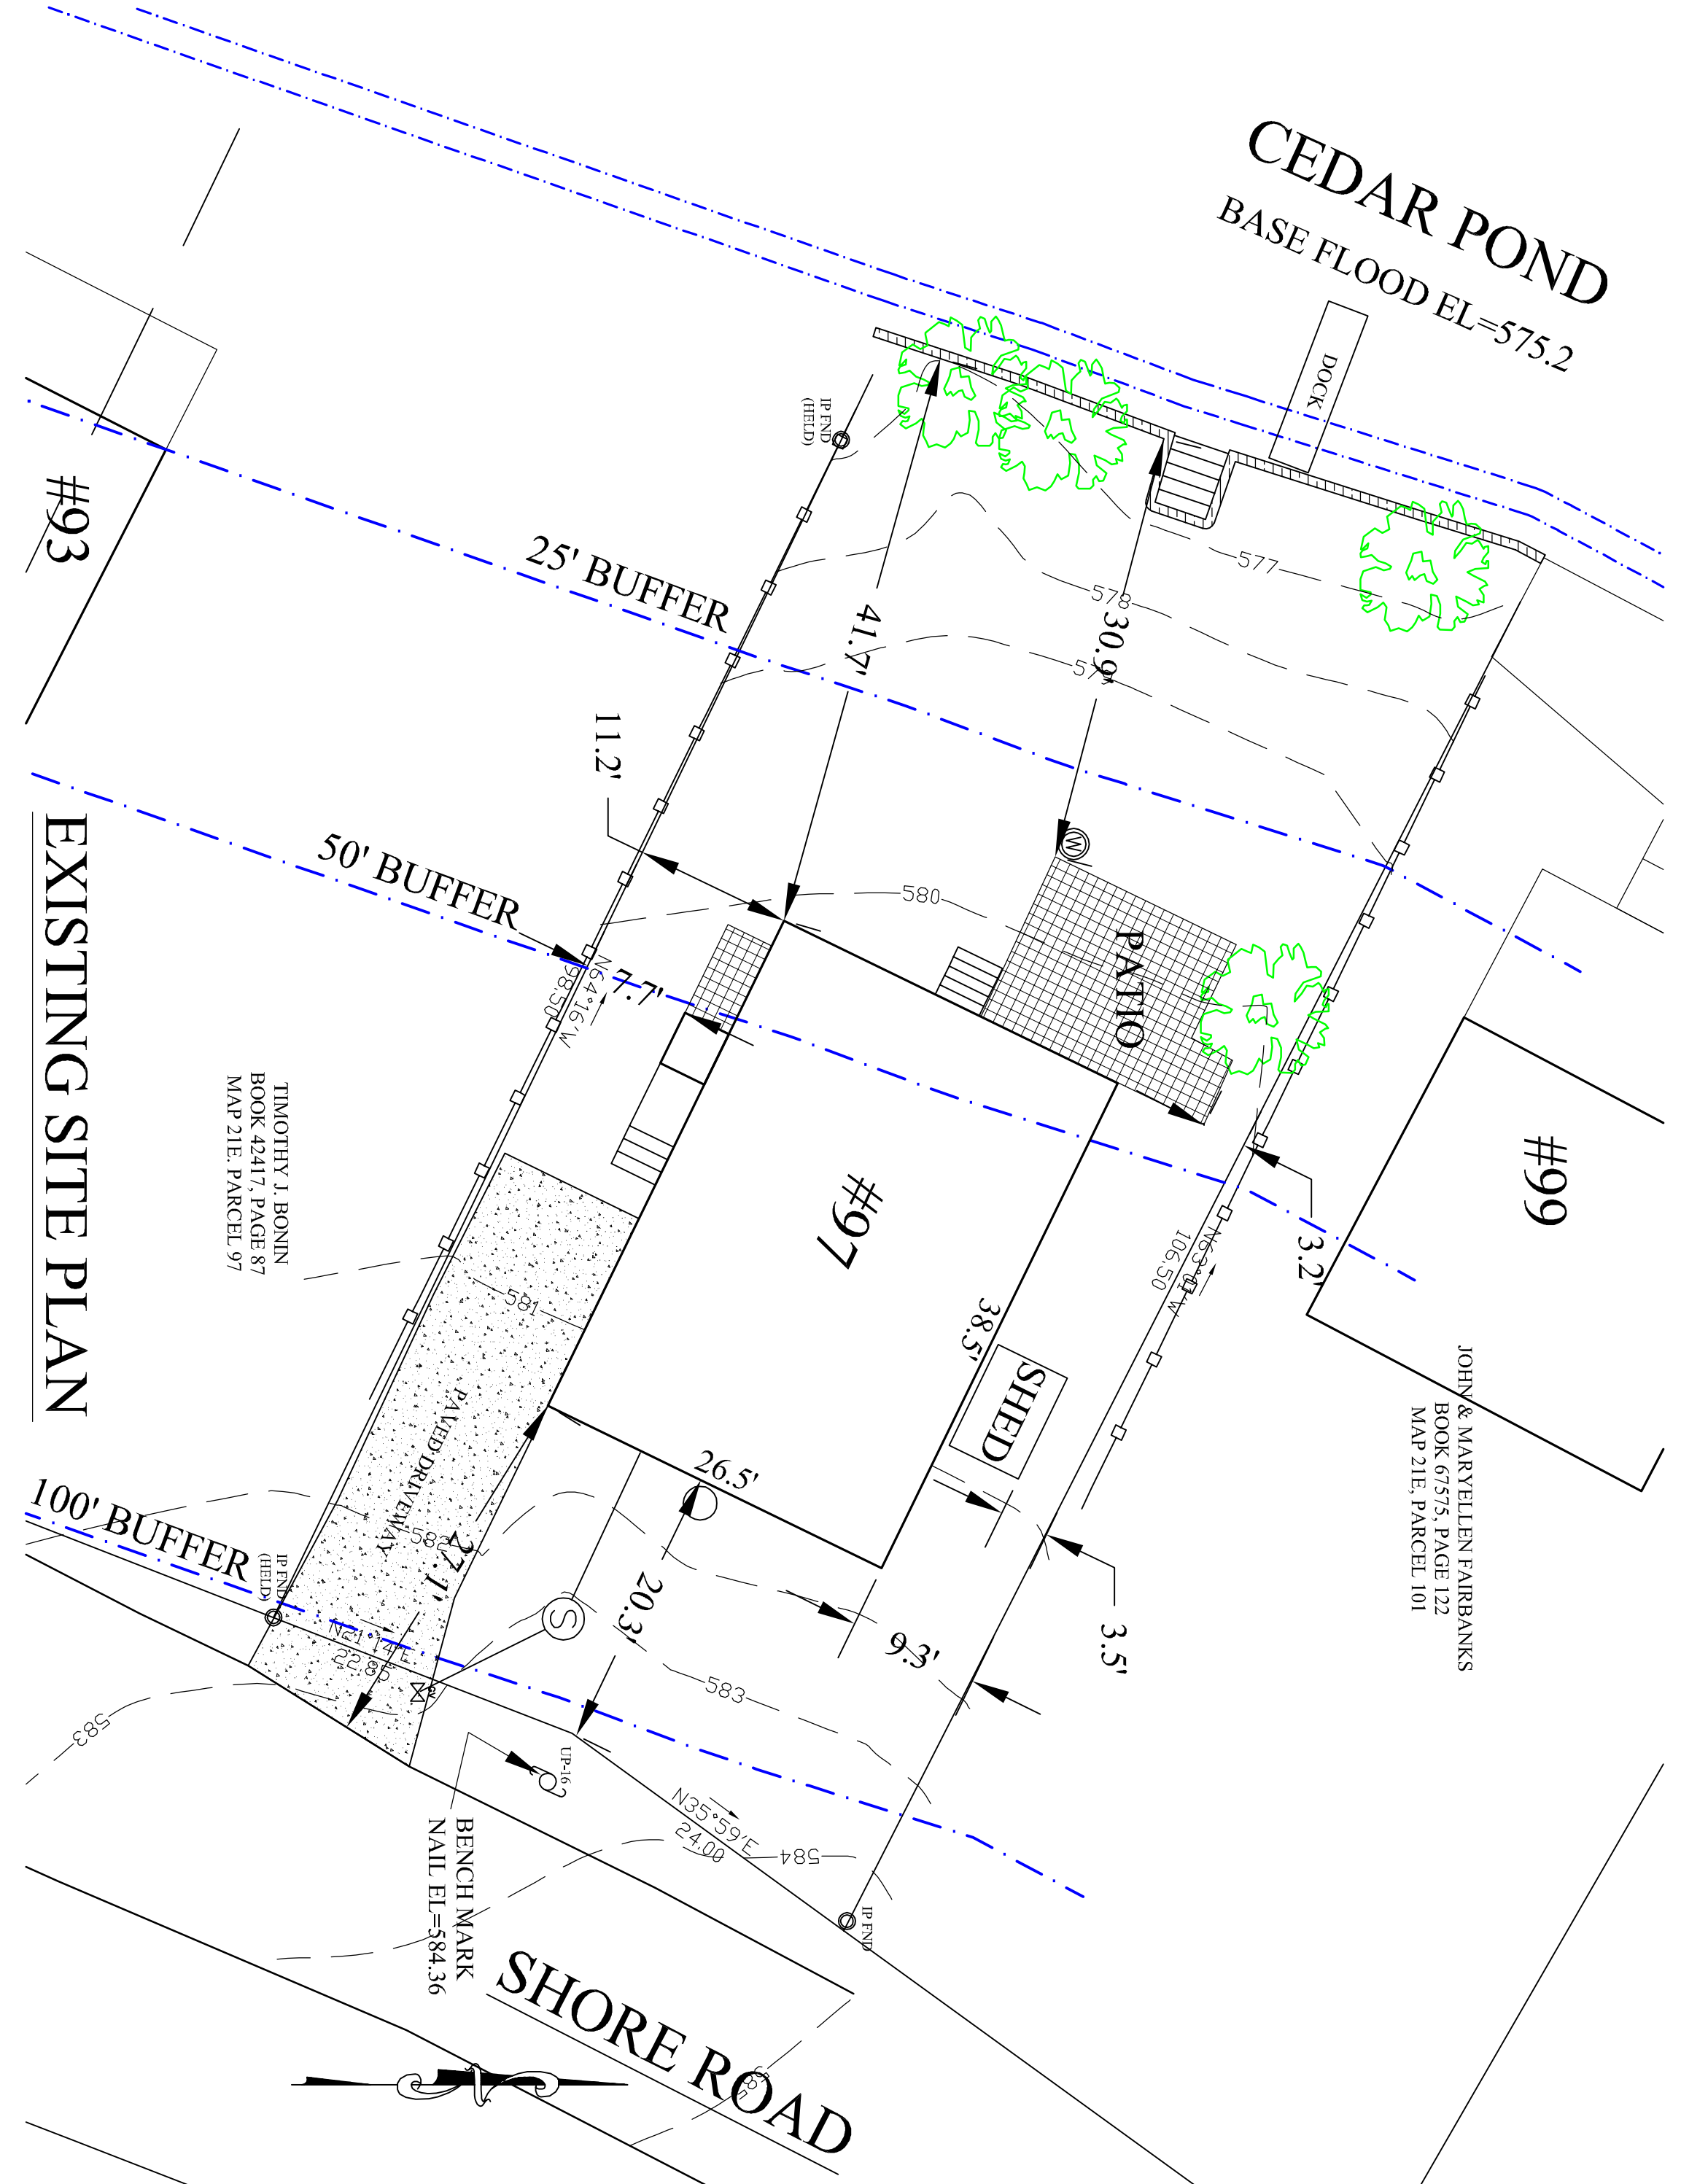 CEDAR POND
BASE FLOOD EL=575.2
DOCK
IP FND
(HELD)
#93
25' BUFFER
577
578
41.7'
30.9'
579
11.2'
W
50' BUFFER
580
PATIO
7.7'
N64°16'W
98.50
#99
#97
TIMOTHY J. BONIN
BOOK 42417, PAGE 87
MAP 21E. PARCEL 97
EXISTING SITE PLAN
3.2'
106.50
581
38.5'
SHED
JOHN & MARYELLEN FAIRBANKS
BOOK 67575, PAGE 122
MAP 21E, PARCEL 101
PAVED DRIVEWAY
26.5'
100' BUFFER
582
27.1'
IP FND
(HELD)
20.3'
S
9.3'
3.5'
N21°14'E
22.85
583
583
UP-16
N35°59'E
24.00
584
BENCH MARK
NAIL EL=584.36
IP FND
SHORE ROAD
585
N